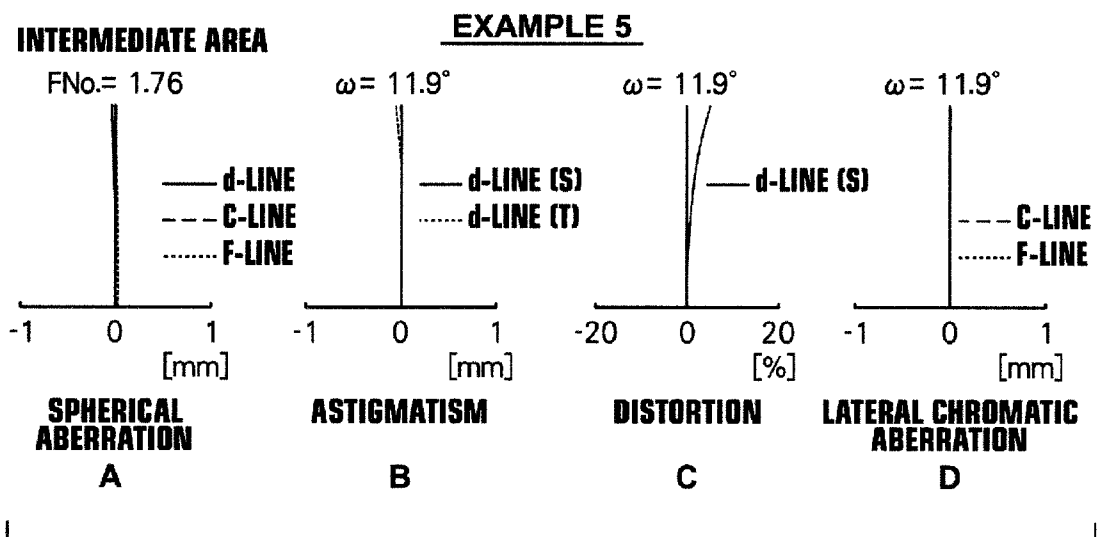 EXAMPLE 5
INTERMEDIATE AREA
FNo.= 1.76
d-LINE
C-LINE
F-LINE
-1 0 1
[mm]
SPHERICAL
ABERRATION
A
ω= 11.9°
d-LINE (S)
d-LINE (T)
-1 0 1
[mm]
ASTIGMATISM
B
ω= 11.9°
d-LINE (S)
-20 0 20
[%]
DISTORTION
C
ω= 11.9°
C-LINE
F-LINE
-1 0 1
[mm]
LATERAL CHROMATIC
ABERRATION
D